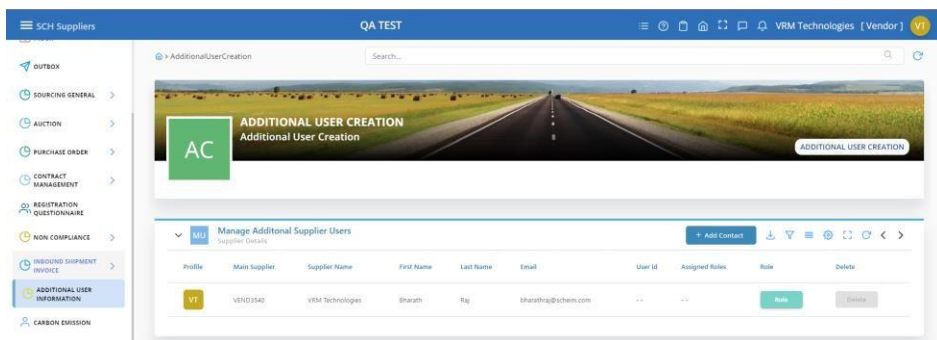 SCH Suppliers
QA TEST
VRM Technologies [ Vendor ]
VT
OUTBOX
SOURCING GENERAL
AUCTION
PURCHASE ORDER
CONTRACT
MANAGEMENT
REGISTRATION
QUESTIONNAIRE
NON COMPLIANCE
INBOUND SHIPMENT
INVOICE
ADDITIONAL USER
INFORMATION
CARBON EMISSION
> AdditionalUserCreation
Search...
AC
ADDITIONAL USER CREATION
Additional User Creation
ADDITIONAL USER CREATION
MU
Manage Additonal Supplier Users
Supplier Details
+ Add Contact
Profile Main Supplier Supplier Name First Name Last Name Email User id Assigned Roles Role Delete
VT VEND3540 VRM Technologies Bharath Raj bharathraj@schem.com - - - - Role Delete